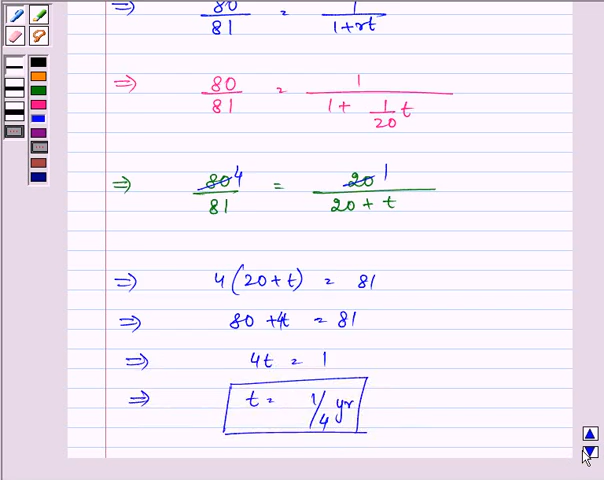 ⇒ 80/81 = 1/(1+rt)
⇒ 80/81 = 1/(1+ 1/20 t)
⇒ 80 4/81 = 20 1/(20 + t)
⇒ 4(20+t) = 81
⇒ 80 +4t = 81
⇒ 4t = 1
⇒ t = 1/4 yr